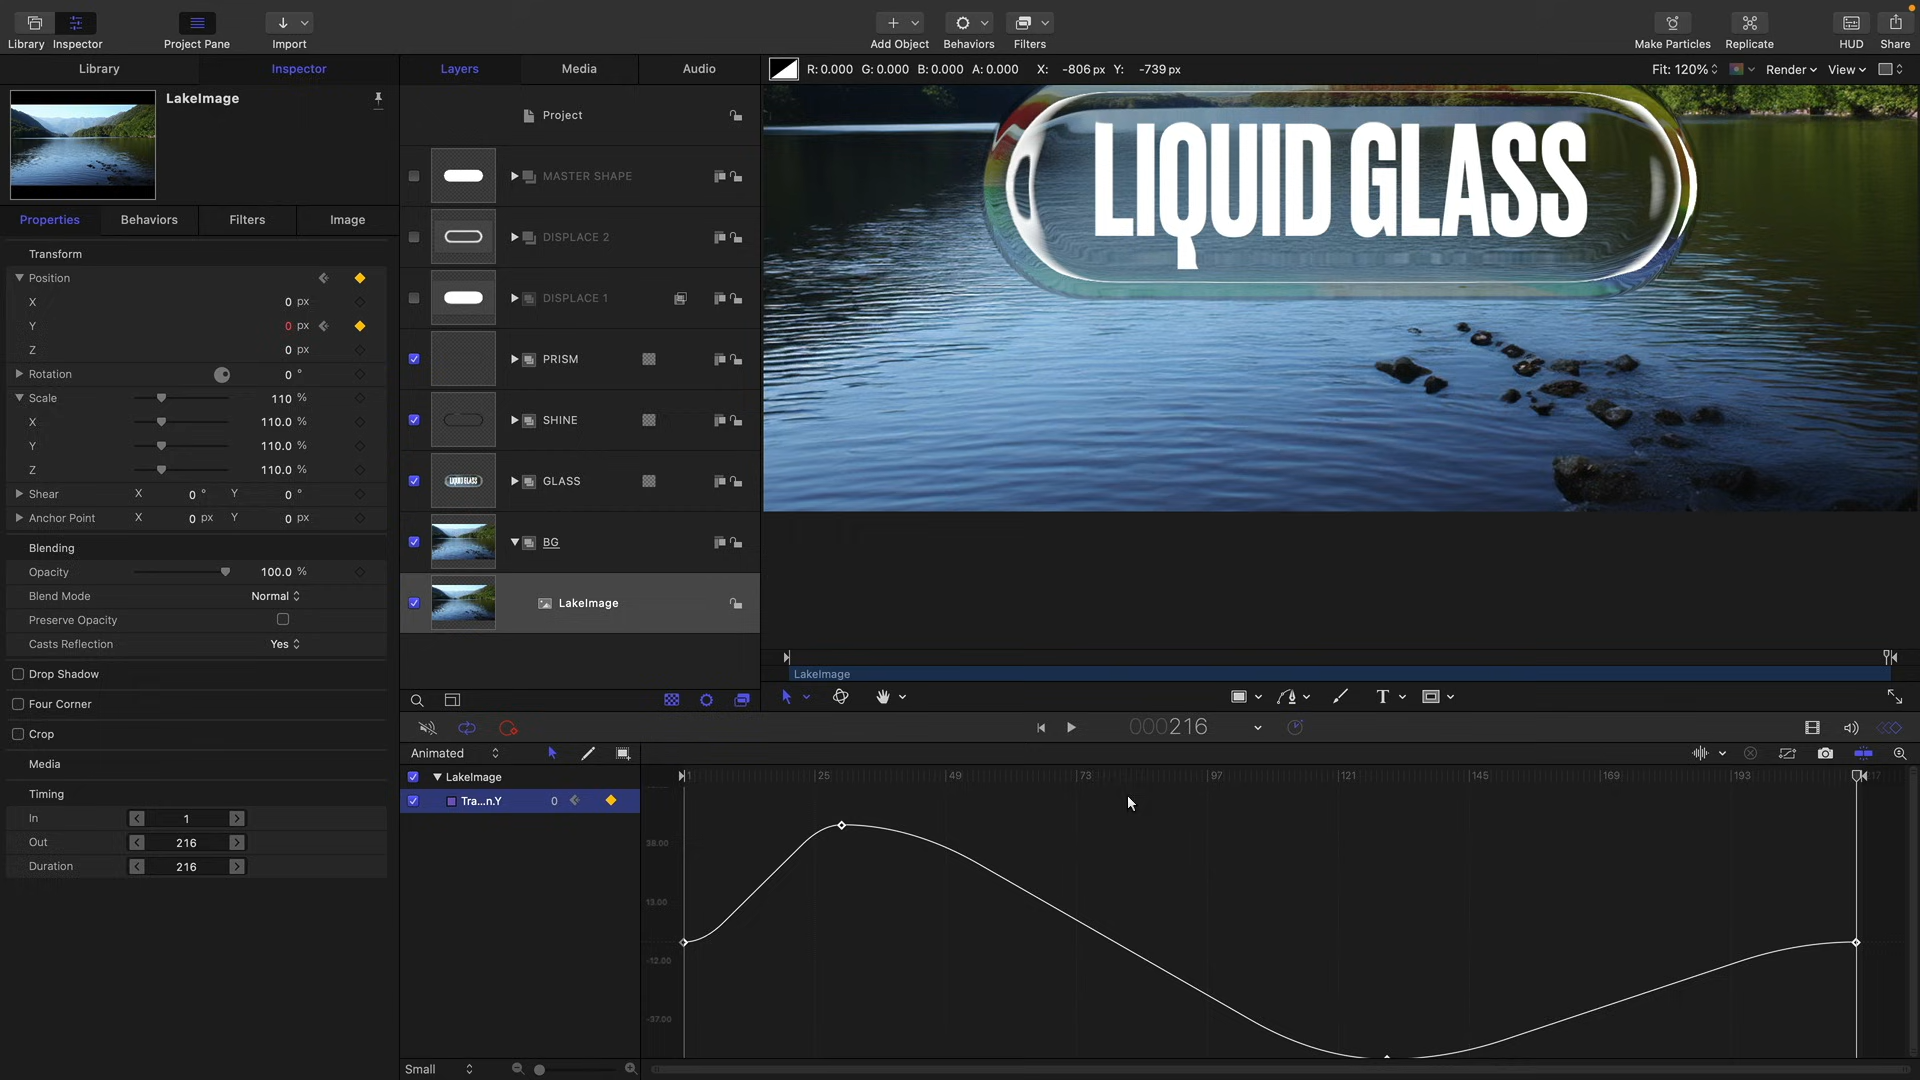 Library Inspector
Project Pane
Import
Add Object
Behaviors
Filters
Make Particles
Replicate
HUD
Share
Library
Inspector
Layers
Media
Audio
R: 0.000 G: 0.000 B: 0.000 A: 0.000 X: -806 px Y: -739 px
Fit: 120%
Render
View
LakeImage
Properties
Behaviors
Filters
Image
Transform
Position
X 0 px
Y 0 px
Z 0 px
Rotation 0 °
Scale 110 %
X 110.0 %
Y 110.0 %
Z 110.0 %
Shear X 0 ° Y 0 °
Anchor Point X 0 px Y 0 px
Blending
Opacity 100.0 %
Blend Mode Normal
Preserve Opacity
Casts Reflection Yes
Drop Shadow
Four Corner
Crop
Media
Timing
In 1
Out 216
Duration 216
Project
MASTER SHAPE
DISPLACE 2
DISPLACE 1
PRISM
SHINE
LIQUID GLASS
GLASS
BG
LakeImage
LIQUID GLASS
LakeImage
T
000216
Animated
LakeImage
Tra...n.Y 0
1 25 49 73 97 121 145 169 193
38.00
13.00
-12.00
-37.00
Small